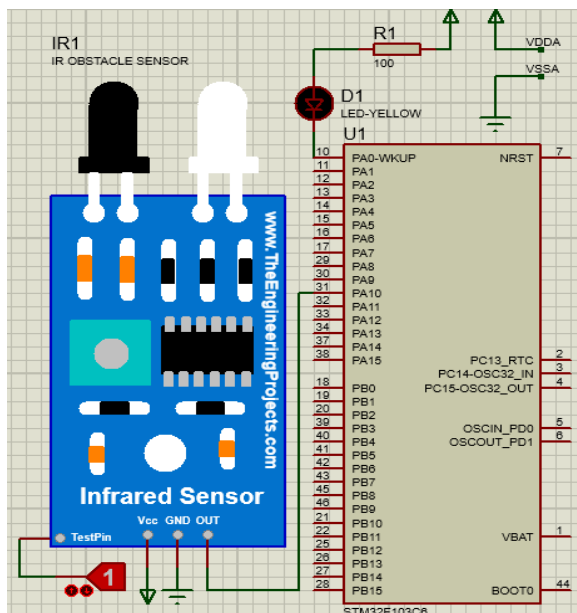 IR1
IR OBSTACLE SENSOR
R1
100
VDDA
VSSA
D1
LED-YELLOW
U1
10 PA0-WKUP NRST 7
11 PA1
12 PA2
13 PA3
14 PA4
15 PA5
16 PA6
17 PA7
29 PA8
30 PA9
31 PA10
32 PA11
33 PA12
34 PA13
37 PA14
38 PA15 PC13_RTC 2
PC14-OSC32_IN 3
18 PB0 PC15-OSC32_OUT 4
19 PB1
20 PB2
39 PB3 OSCIN_PD0 5
40 PB4 OSCOUT_PD1 6
41 PB5
42 PB6
43 PB7
45 PB8
46 PB9
21 PB10
22 PB11 VBAT 1
25 PB12
26 PB13
27 PB14
28 PB15 BOOT0 44
STM32F103C6
www.TheEngineeringProjects.com
Infrared Sensor
Vcc GND OUT
TestPin
1